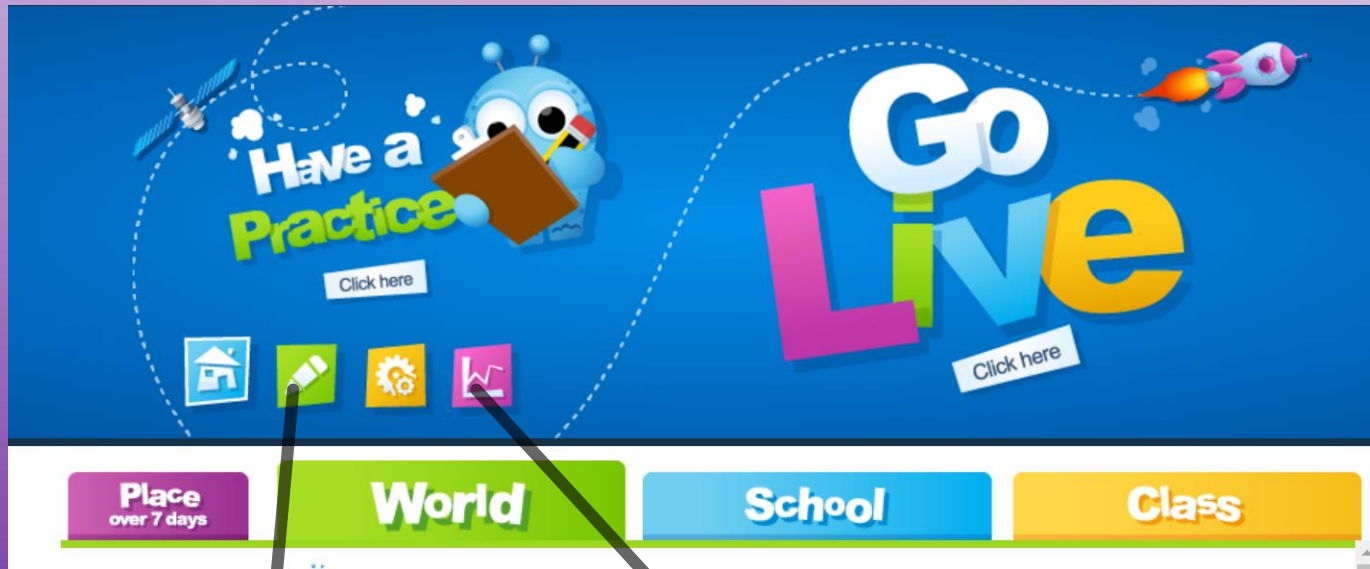 Have a
Practice
Click here
Go
Live
Click here
Place
over 7 days
World
School
Class